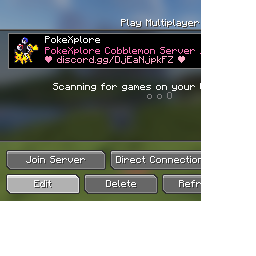 Play Multiplayer
PokeXplore
PokeXplore Cobblemon Server
♥ discord.gg/DjEaNjpkFZ ♥
Scanning for games on your
Join Server
Direct Connection
Edit
Delete
Refr